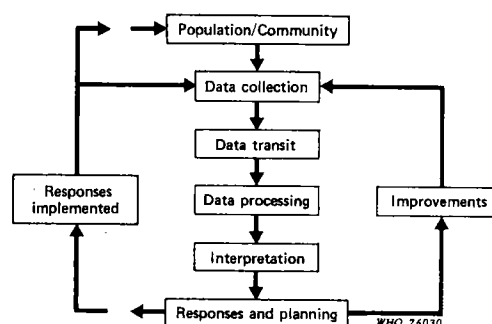 Population/Community
Data collection
Data transit
Responses
implemented
Data processing
Improvements
Interpretation
Responses and planning
WHO 76030